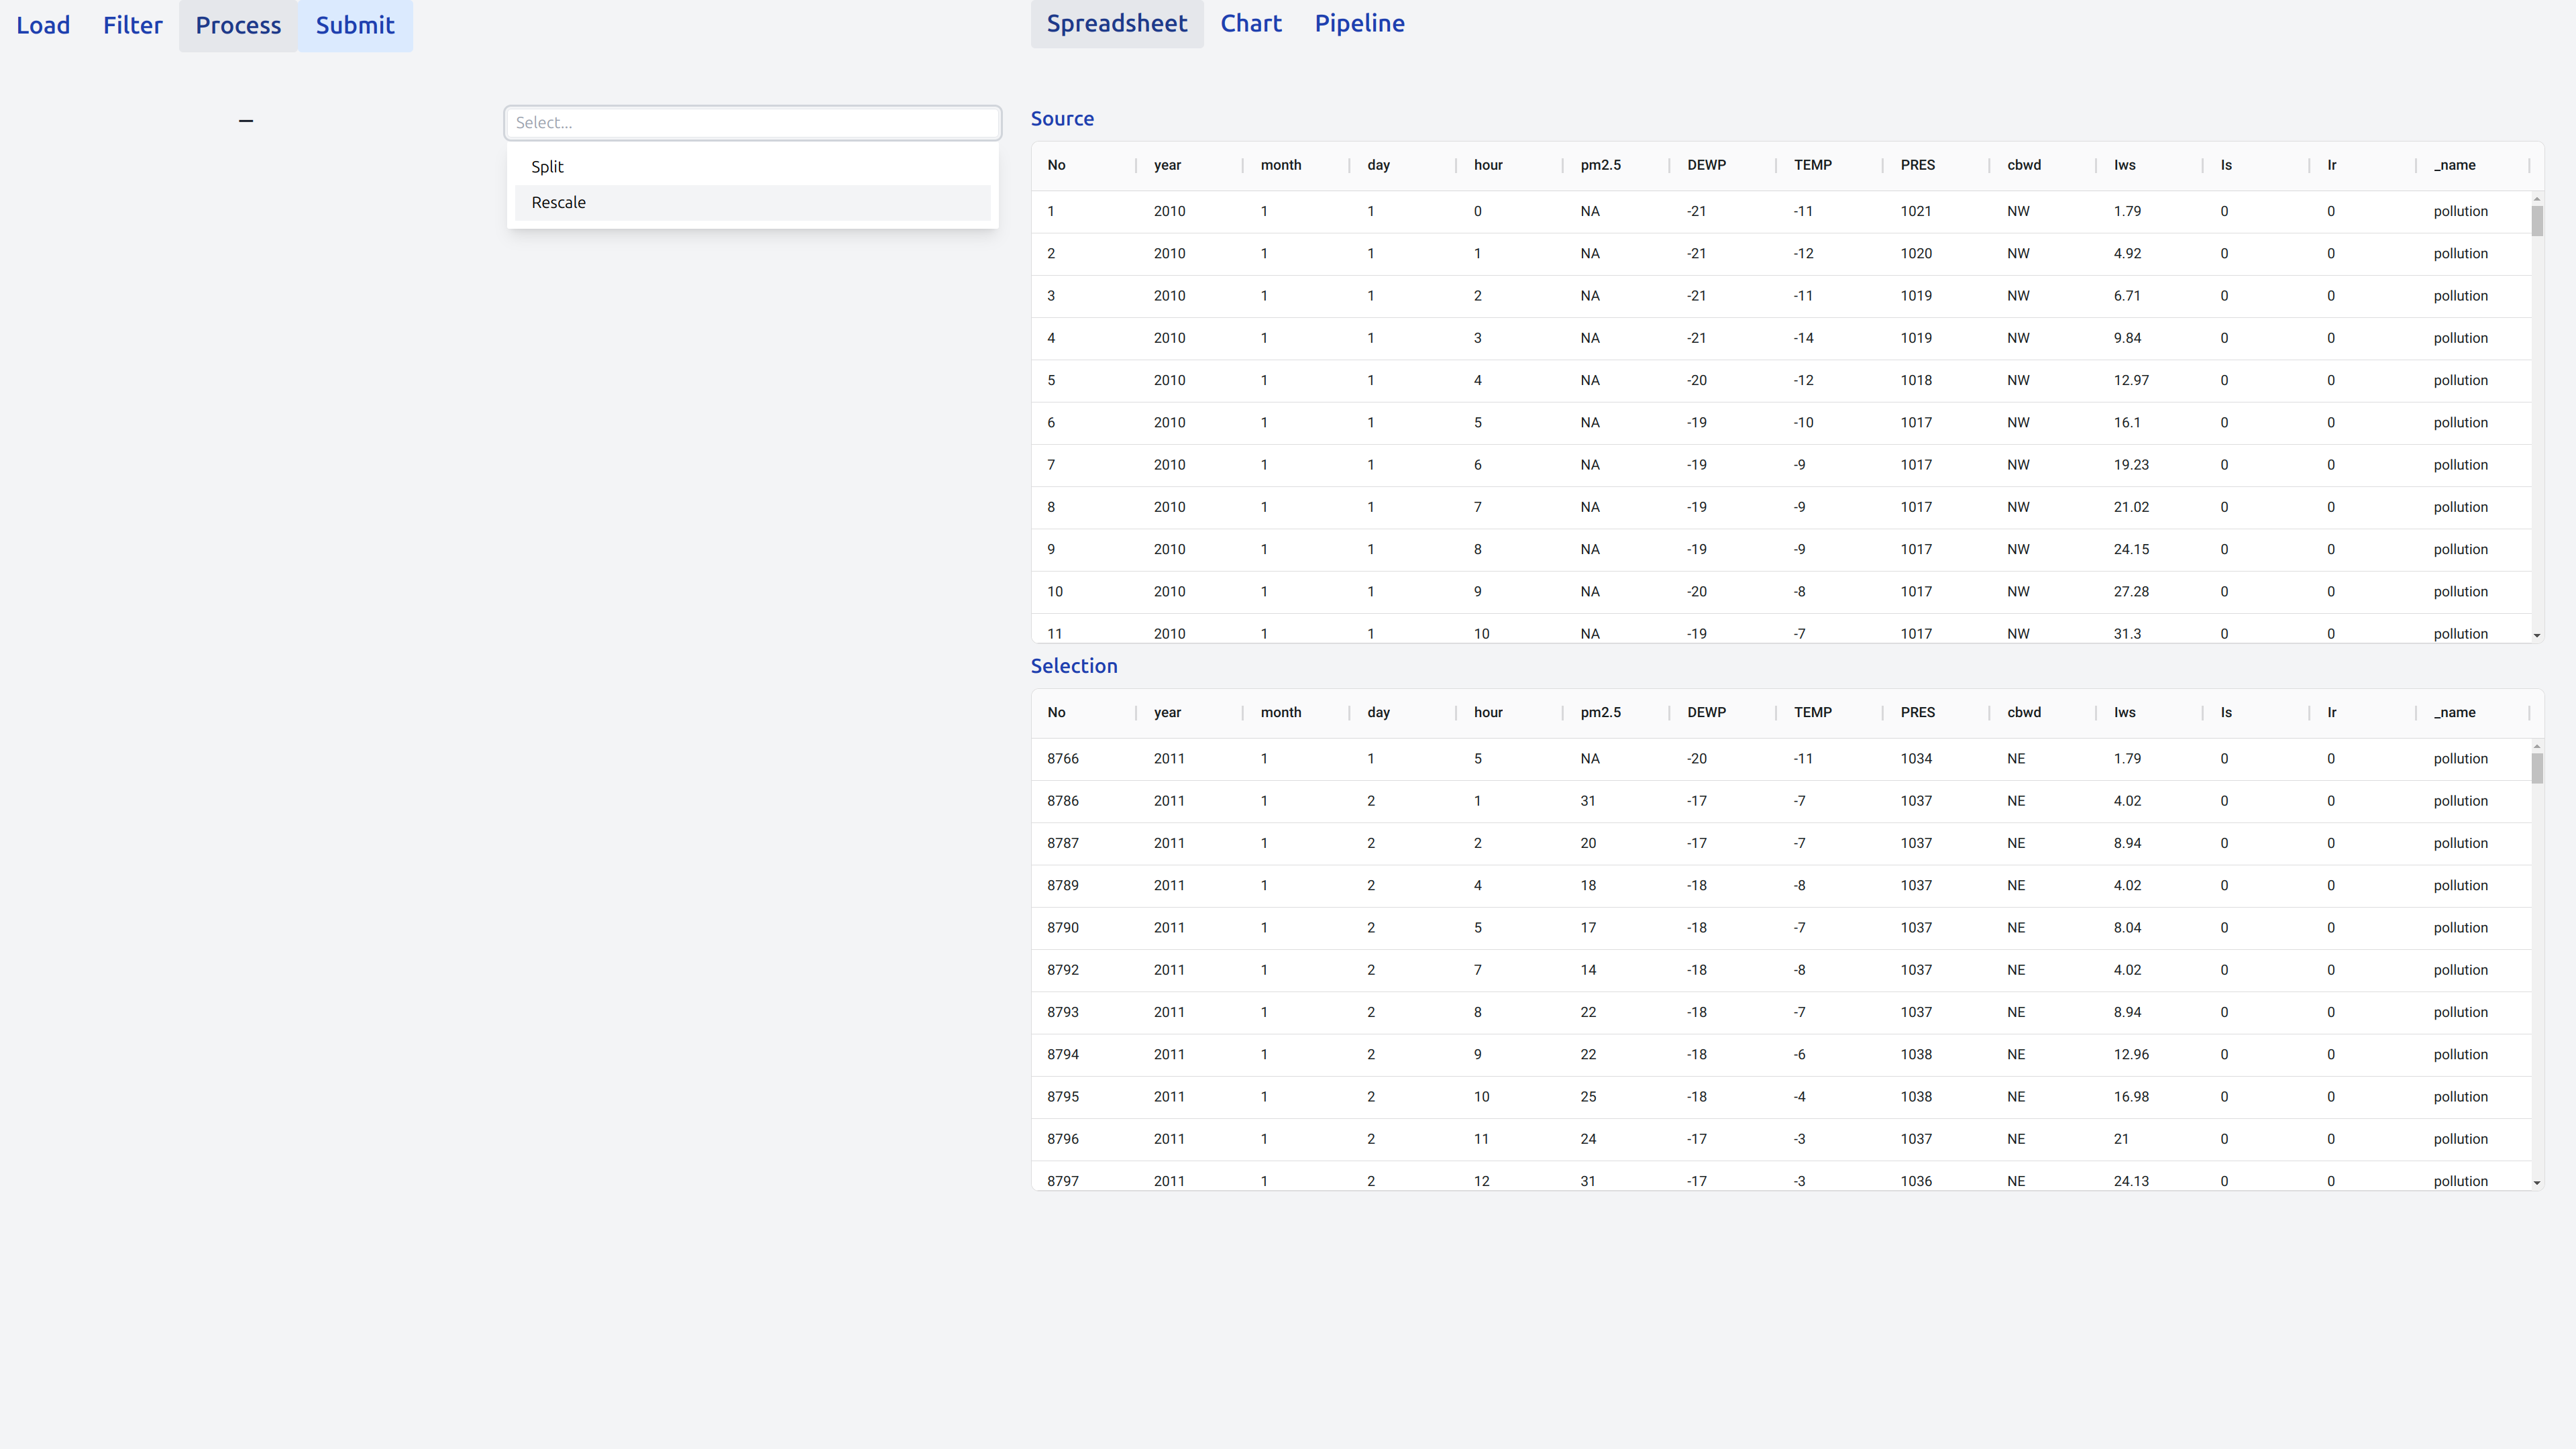 Load Filter Process Submit
Spreadsheet Chart Pipeline
–
Select...
Split
Rescale
Source
No year month day hour pm2.5 DEWP TEMP PRES cbwd Iws Is Ir _name
1 2010 1 1 0 NA -21 -11 1021 NW 1.79 0 0 pollution
2 2010 1 1 1 NA -21 -12 1020 NW 4.92 0 0 pollution
3 2010 1 1 2 NA -21 -11 1019 NW 6.71 0 0 pollution
4 2010 1 1 3 NA -21 -14 1019 NW 9.84 0 0 pollution
5 2010 1 1 4 NA -20 -12 1018 NW 12.97 0 0 pollution
6 2010 1 1 5 NA -19 -10 1017 NW 16.1 0 0 pollution
7 2010 1 1 6 NA -19 -9 1017 NW 19.23 0 0 pollution
8 2010 1 1 7 NA -19 -9 1017 NW 21.02 0 0 pollution
9 2010 1 1 8 NA -19 -9 1017 NW 24.15 0 0 pollution
10 2010 1 1 9 NA -20 -8 1017 NW 27.28 0 0 pollution
11 2010 1 1 10 NA -19 -7 1017 NW 31.3 0 0 pollution
Selection
No year month day hour pm2.5 DEWP TEMP PRES cbwd Iws Is Ir _name
8766 2011 1 1 5 NA -20 -11 1034 NE 1.79 0 0 pollution
8786 2011 1 2 1 31 -17 -7 1037 NE 4.02 0 0 pollution
8787 2011 1 2 2 20 -17 -7 1037 NE 8.94 0 0 pollution
8789 2011 1 2 4 18 -18 -8 1037 NE 4.02 0 0 pollution
8790 2011 1 2 5 17 -18 -7 1037 NE 8.04 0 0 pollution
8792 2011 1 2 7 14 -18 -8 1037 NE 4.02 0 0 pollution
8793 2011 1 2 8 22 -18 -7 1037 NE 8.94 0 0 pollution
8794 2011 1 2 9 22 -18 -6 1038 NE 12.96 0 0 pollution
8795 2011 1 2 10 25 -18 -4 1038 NE 16.98 0 0 pollution
8796 2011 1 2 11 24 -17 -3 1037 NE 21 0 0 pollution
8797 2011 1 2 12 31 -17 -3 1036 NE 24.13 0 0 pollution